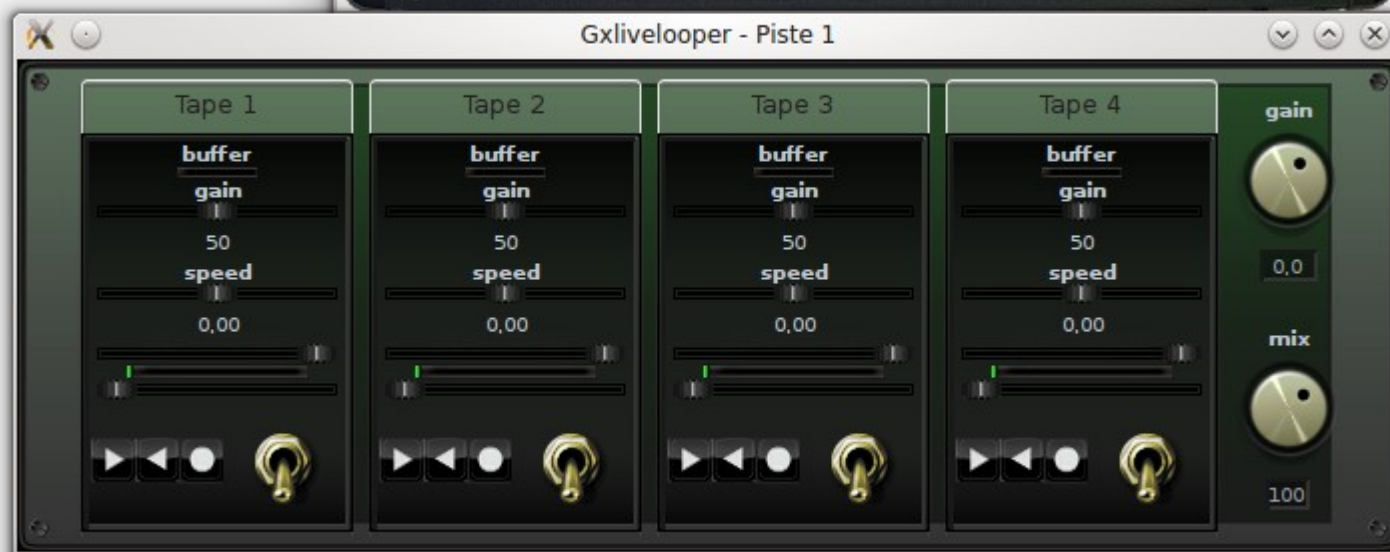 Gxlivelooper - Piste 1
Tape 1
Tape 2
Tape 3
Tape 4
gain
buffer
buffer
buffer
buffer
gain
gain
gain
gain
50
50
50
50
0,0
speed
speed
speed
speed
0,00
0,00
0,00
0,00
mix
100